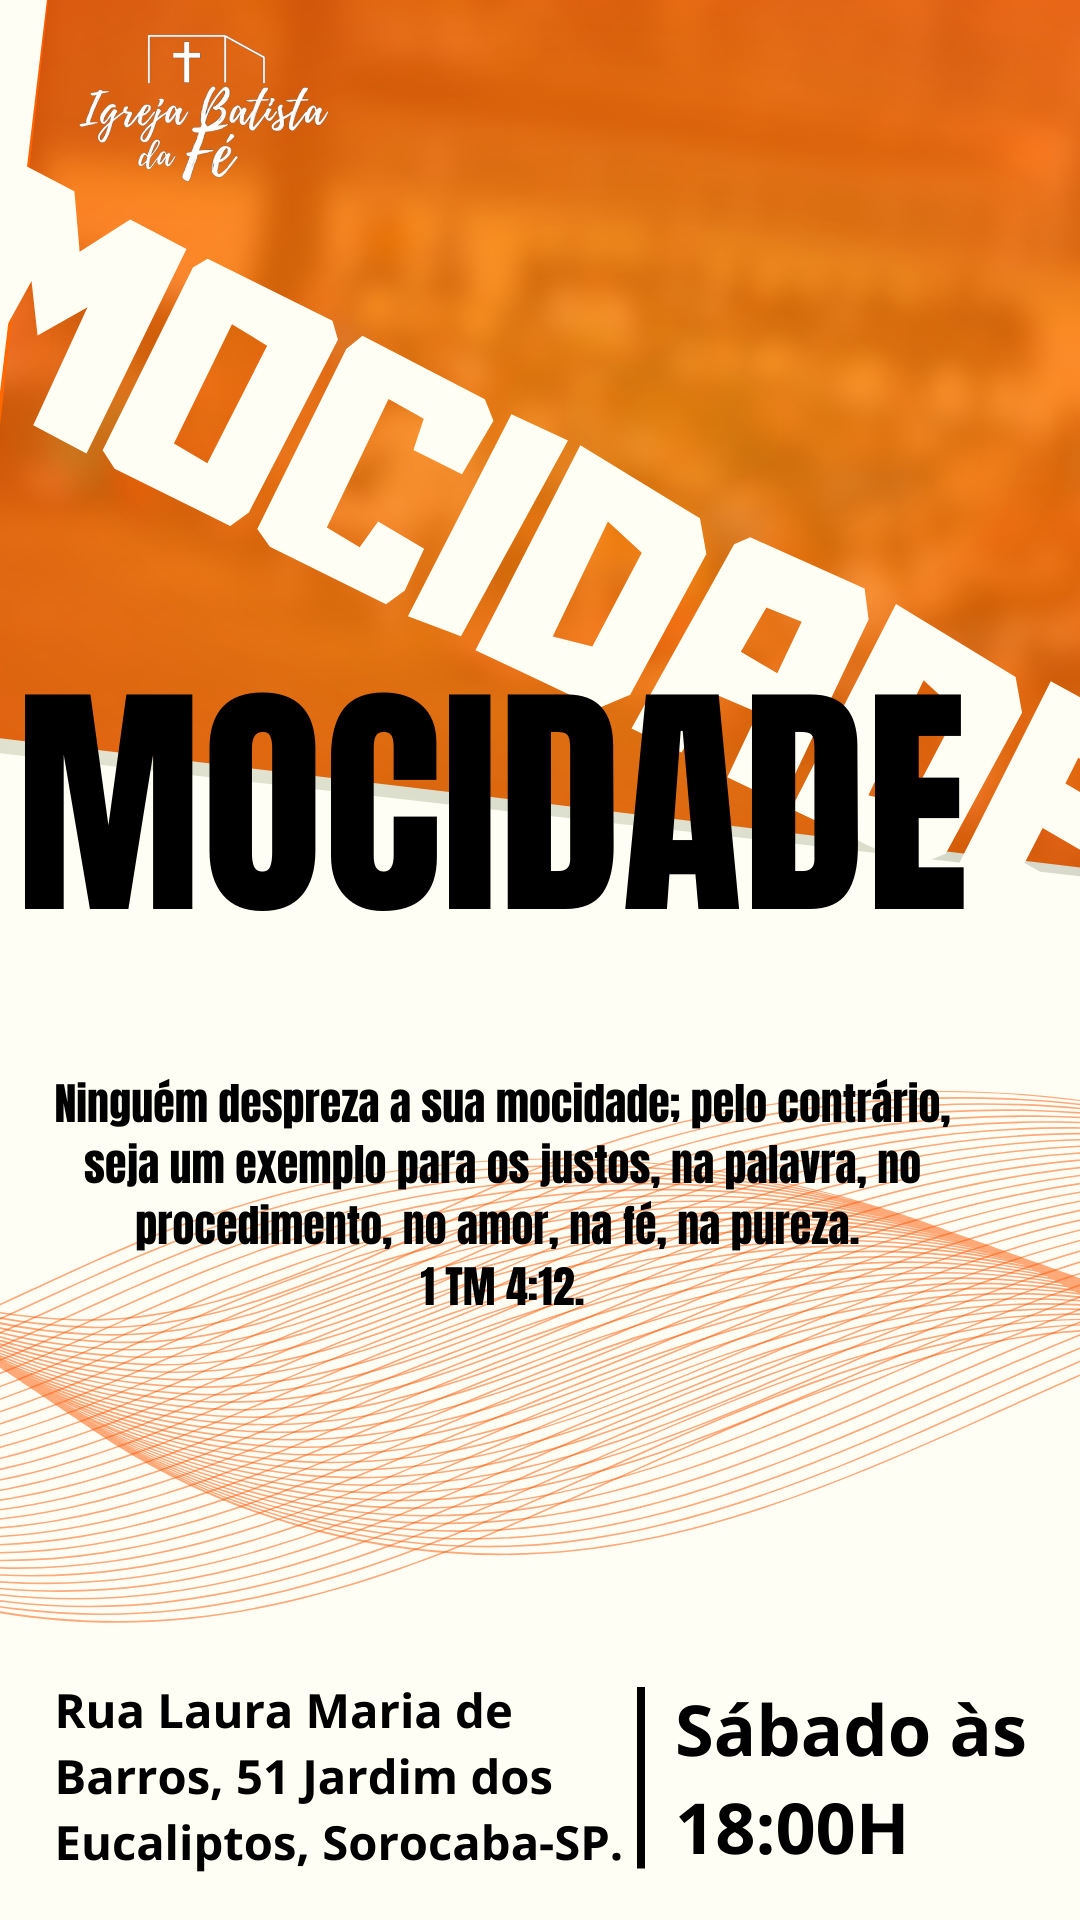 Igreja Batista
da Fé
MOCIDADE
MOCIDADE
Ninguém despreza a sua mocidade; pelo contrário,
seja um exemplo para os justos, na palavra, no
procedimento, no amor, na fé, na pureza.
1 TM 4:12.
Rua Laura Maria de
Barros, 51 Jardim dos
Eucaliptos, Sorocaba-SP.
Sábado às
18:00H